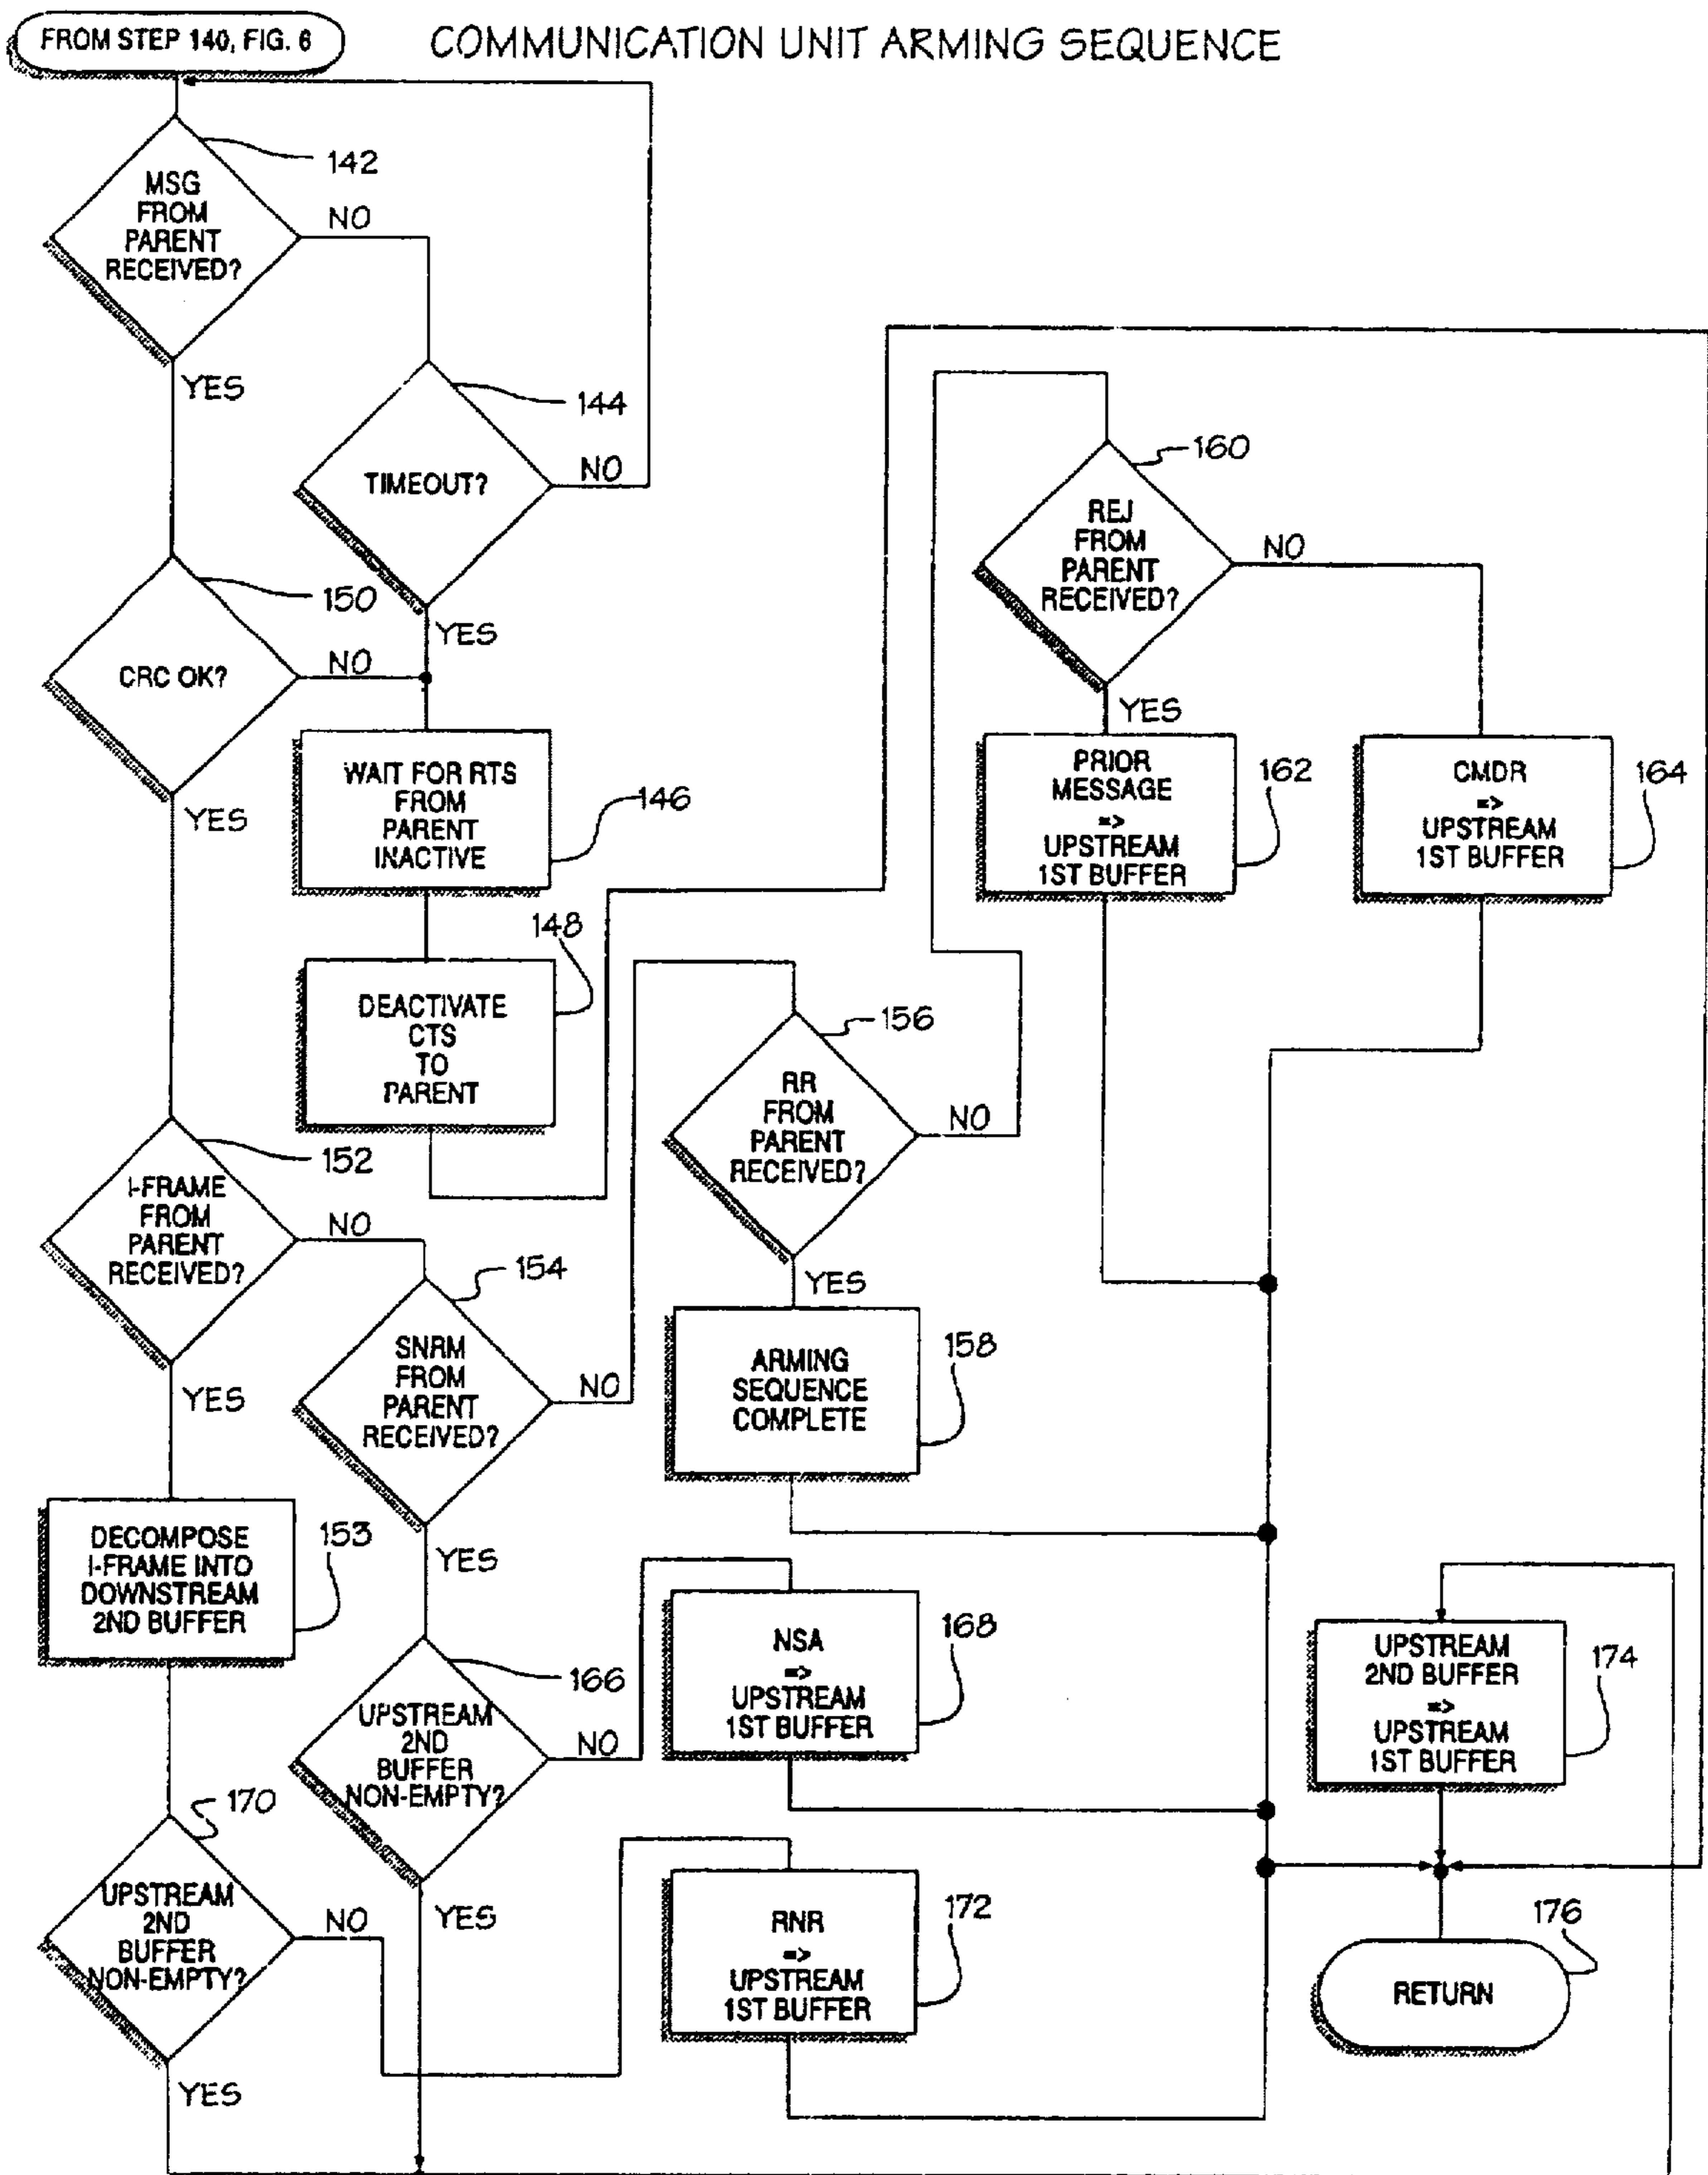 FROM STEP 140, FIG. 6
COMMUNICATION UNIT ARMING SEQUENCE
142
MSG
FROM
PARENT
RECEIVED?
NO
YES
144
TIMEOUT?
NO
YES
150
CRC OK?
NO
YES
WAIT FOR RTS
FROM
PARENT
INACTIVE
146
148
DEACTIVATE
CTS
TO
PARENT
160
REJ
FROM
PARENT
RECEIVED?
NO
YES
PRIOR
MESSAGE
=>
UPSTREAM
1ST BUFFER
162
CMDR
=>
UPSTREAM
1ST BUFFER
164
152
I-FRAME
FROM
PARENT
RECEIVED?
NO
YES
154
SNRM
FROM
PARENT
RECEIVED?
NO
YES
156
RR
FROM
PARENT
RECEIVED?
NO
YES
ARMING
SEQUENCE
COMPLETE
158
DECOMPOSE
I-FRAME INTO
DOWNSTREAM
2ND BUFFER
153
166
UPSTREAM
2ND
BUFFER
NON-EMPTY?
NO
YES
NSA
=>
UPSTREAM
1ST BUFFER
168
UPSTREAM
2ND BUFFER
=>
UPSTREAM
1ST BUFFER
174
170
UPSTREAM
2ND
BUFFER
NON-EMPTY?
NO
YES
RNR
=>
UPSTREAM
1ST BUFFER
172
176
RETURN